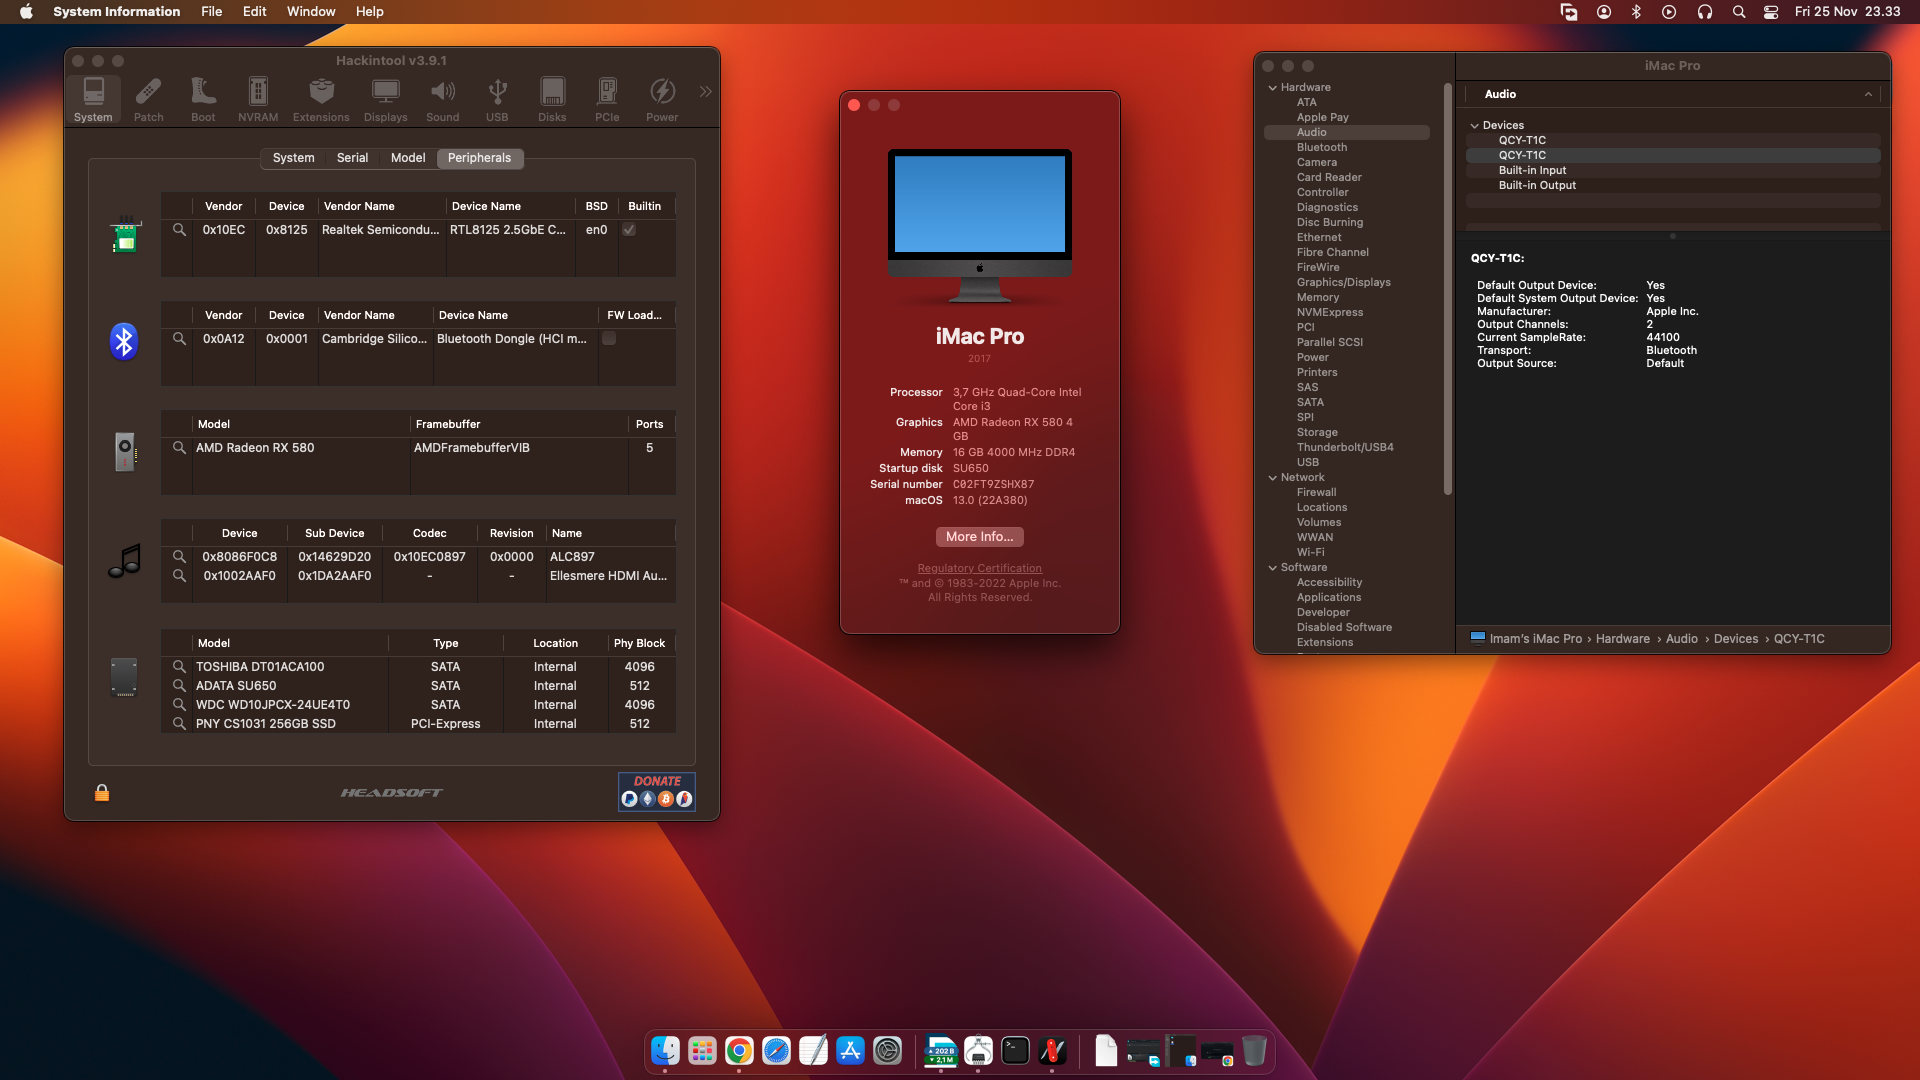 System Information File Edit Window Help
Fri 25 Nov 23.33
Hackintool v3.9.1
System Patch Boot NVRAM Extensions Displays Sound USB Disks PCIe Power
System Serial Model Peripherals
Vendor Device Vendor Name Device Name BSD Builtin
0x10EC 0x8125 Realtek Semicondu... RTL8125 2.5GbE C... en0
Vendor Device Vendor Name Device Name FW Load...
0x0A12 0x0001 Cambridge Silico... Bluetooth Dongle (HCI m...
Model Framebuffer Ports
AMD Radeon RX 580 AMDFramebufferVIB 5
Device Sub Device Codec Revision Name
0x8086F0C8 0x14629D20 0x10EC0897 0x0000 ALC897
0x1002AAF0 0x1DA2AAF0 - - Ellesmere HDMI Au...
Model Type Location Phy Block
TOSHIBA DT01ACA100 SATA Internal 4096
ADATA SU650 SATA Internal 512
WDC WD10JPCX-24UE4T0 SATA Internal 4096
PNY CS1031 256GB SSD PCI-Express Internal 512
HEADSOFT
DONATE
iMac Pro
2017
Processor 3,7 GHz Quad-Core Intel
Core i3
Graphics AMD Radeon RX 580 4
GB
Memory 16 GB 4000 MHz DDR4
Startup disk SU650
Serial number C02FT9ZSHX87
macOS 13.0 (22A380)
More Info...
Regulatory Certification
™ and © 1983-2022 Apple Inc.
All Rights Reserved.
iMac Pro
Hardware
ATA
Apple Pay
Audio
Bluetooth
Camera
Card Reader
Controller
Diagnostics
Disc Burning
Ethernet
Fibre Channel
FireWire
Graphics/Displays
Memory
NVMExpress
PCI
Parallel SCSI
Power
Printers
SAS
SATA
SPI
Storage
Thunderbolt/USB4
USB
Network
Firewall
Locations
Volumes
WWAN
Wi-Fi
Software
Accessibility
Applications
Developer
Disabled Software
Extensions
Audio
Devices
QCY-T1C
QCY-T1C
Built-in Input
Built-in Output
QCY-T1C:
Default Output Device: Yes
Default System Output Device: Yes
Manufacturer: Apple Inc.
Output Channels: 2
Current SampleRate: 44100
Transport: Bluetooth
Output Source: Default
Imam's iMac Pro › Hardware › Audio › Devices › QCY-T1C
202 B
2,1 M